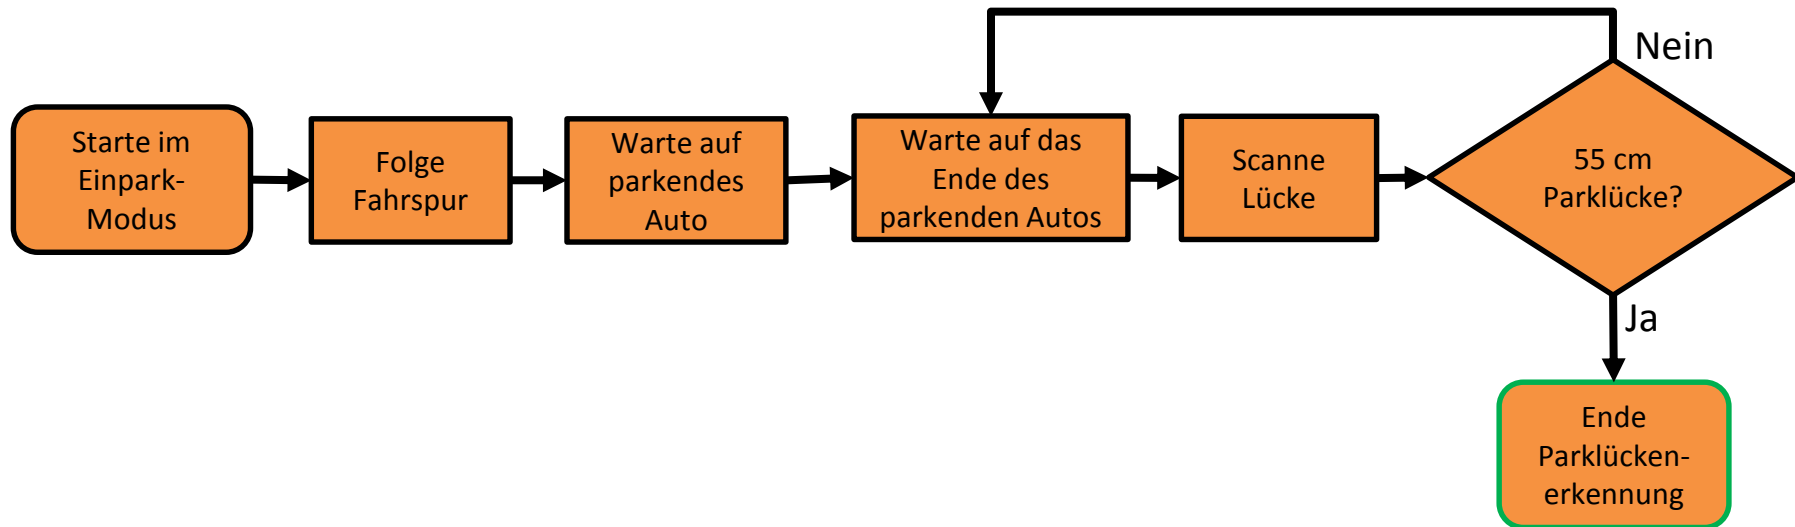 Starte im
Einpark-
Modus
Folge
Fahrspur
Warte auf
parkendes
Auto
Warte auf das
Ende des
parkenden Autos
Scanne
Lücke
55 cm
Parklücke?
Nein
Ja
Ende
Parklücken-
erkennung